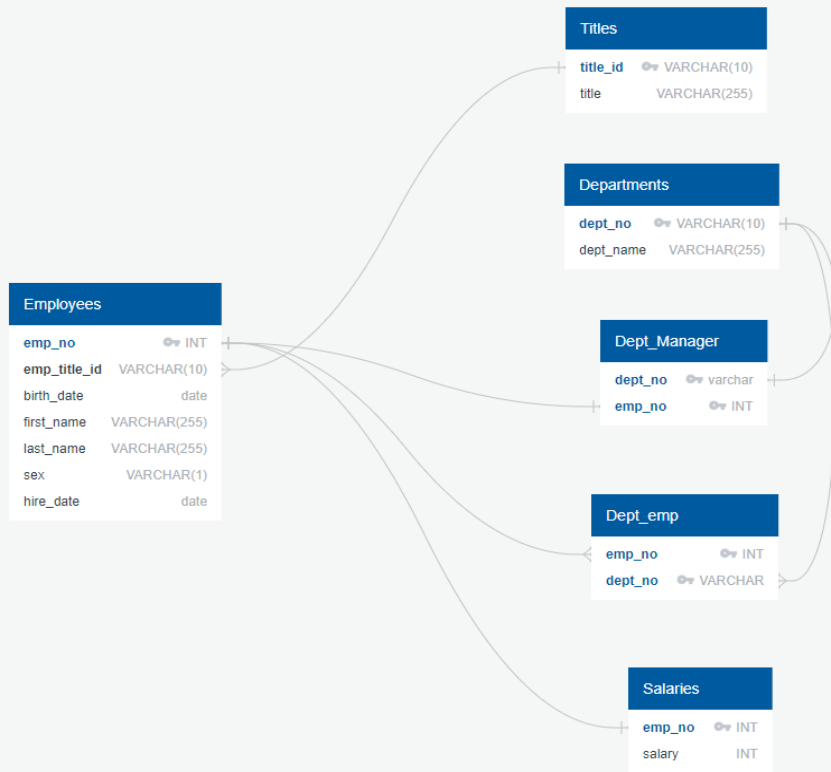 Titles
title_id VARCHAR(10)
title VARCHAR(255)
Departments
dept_no VARCHAR(10)
dept_name VARCHAR(255)
Employees
emp_no INT
emp_title_id VARCHAR(10)
birth_date date
first_name VARCHAR(255)
last_name VARCHAR(255)
sex VARCHAR(1)
hire_date date
Dept_Manager
dept_no varchar
emp_no INT
Dept_emp
emp_no INT
dept_no VARCHAR
Salaries
emp_no INT
salary INT